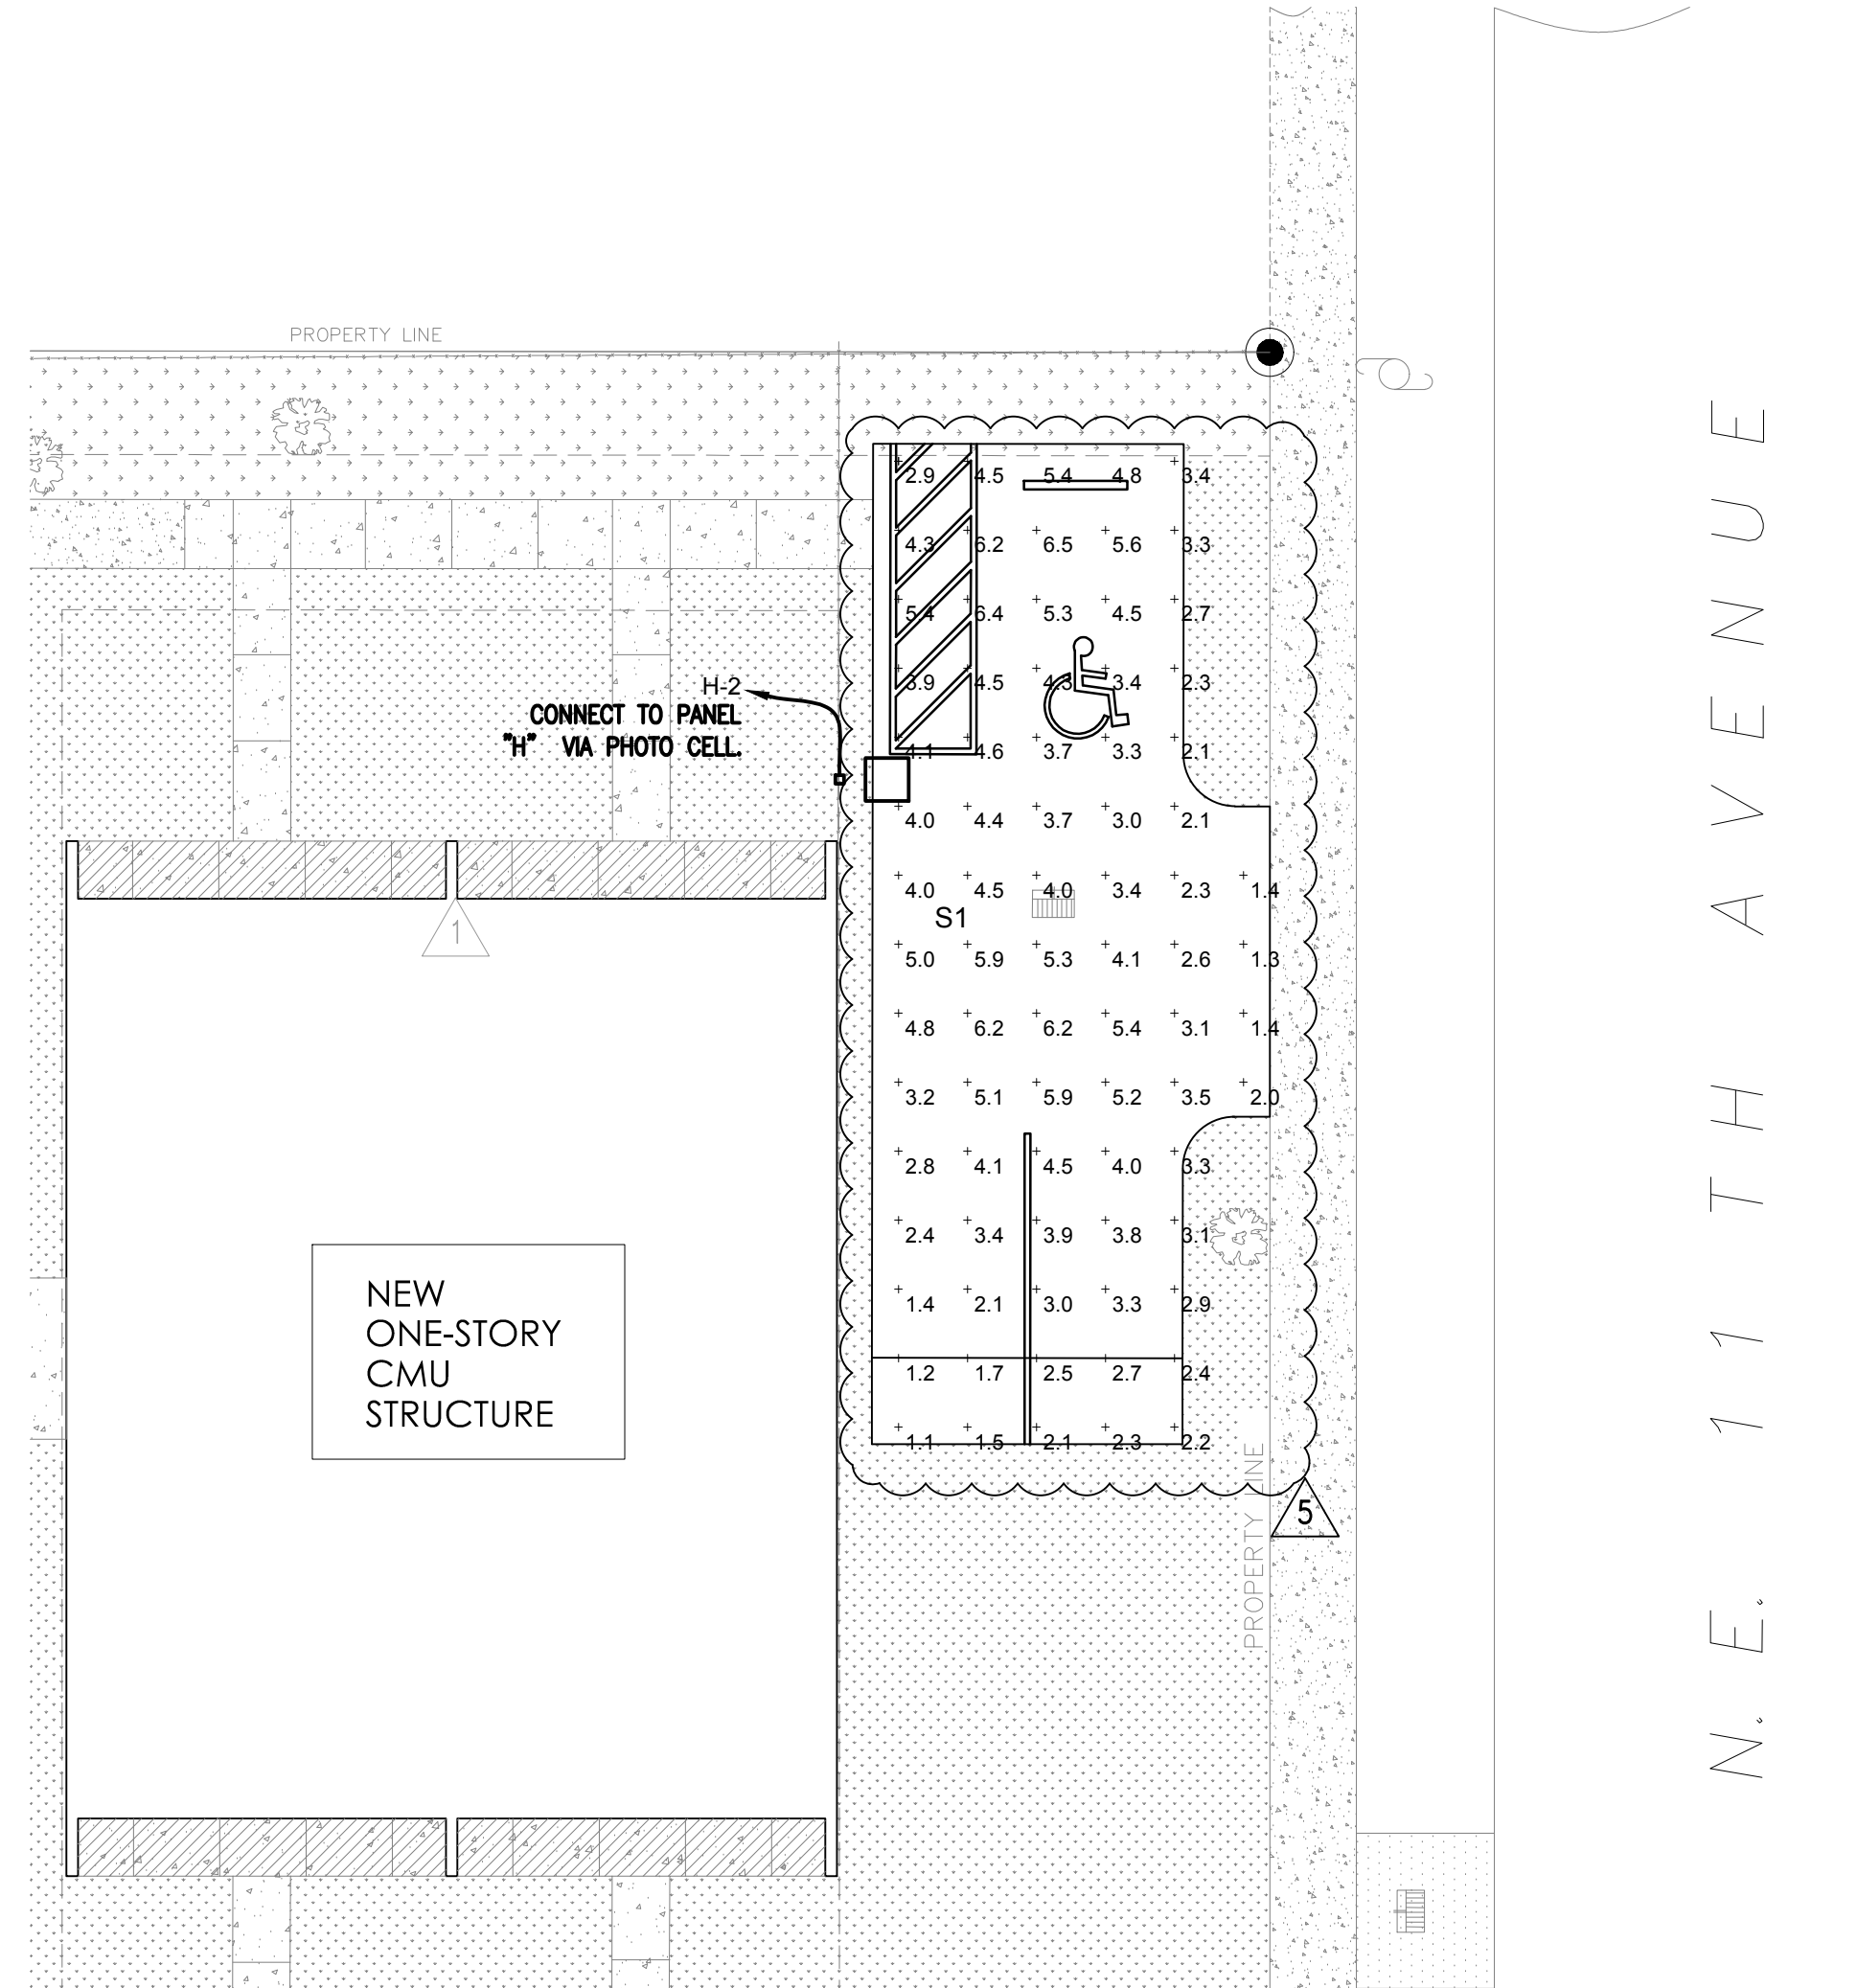 PROPERTY LINE
2.9 4.5 5.4 4.8 3.4
4.3 6.2 6.5 5.6 3.3
5.4 6.4 5.3 4.5 2.7
3.9 4.5 4.3 3.4 2.3
H-2
CONNECT TO PANEL
"H" VIA PHOTO CELL.
4.1 4.6 3.7 3.3 2.1
4.0 4.4 3.7 3.0 2.1
4.0 4.5 4.0 3.4 2.3 1.4
S1
1
5.0 5.9 5.3 4.1 2.6 1.3
4.8 6.2 6.2 5.4 3.1 1.4
3.2 5.1 5.9 5.2 3.5 2.0
2.8 4.1 4.5 4.0 3.3
2.4 3.4 3.9 3.8 3.1
1.4 2.1 3.0 3.3 2.9
1.2 1.7 2.5 2.7 2.4
1.1 1.5 2.1 2.3 2.2
NEW
ONE-STORY
CMU
STRUCTURE
PROPERTY LINE
5
N. E. 11TH AVENUE